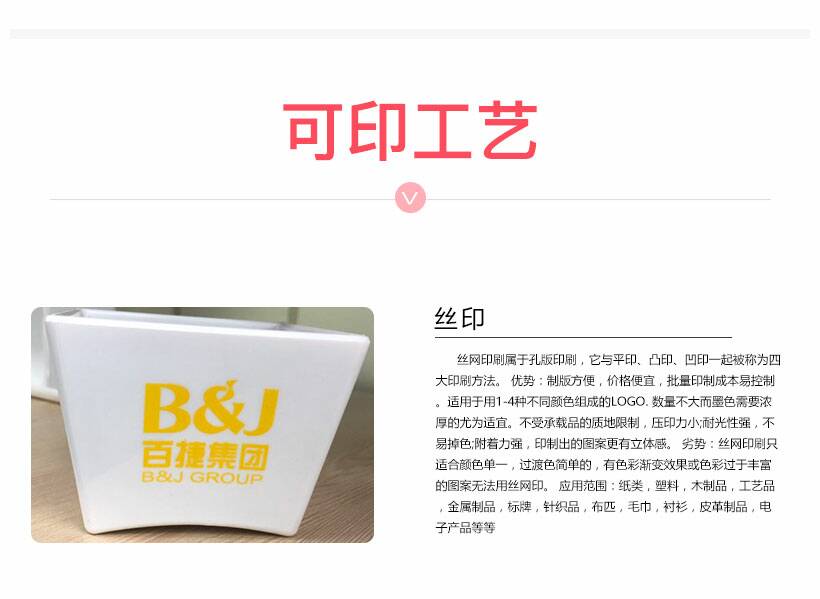 可印工艺
丝印
丝网印刷属于孔版印刷，它与平印、凸印、凹印一起被称为四
大印刷方法。 优势：制版方便，价格便宜，批量印制成本易控制
。适用于用1-4种不同颜色组成的LOGO. 数量不大而墨色需要浓
厚的尤为适宜。不受承载品的质地限制，压印力小;耐光性强，不
易掉色;附着力强，印制出的图案更有立体感。 劣势：丝网印刷只
适合颜色单一，过渡色简单的，有色彩渐变效果或色彩过于丰富
的图案无法用丝网印。 应用范围：纸类，塑料，木制品，工艺品
，金属制品，标牌，针织品，布匹，毛巾，衬衫，皮革制品，电
子产品等等
B&J
百捷集团
B&J GROUP